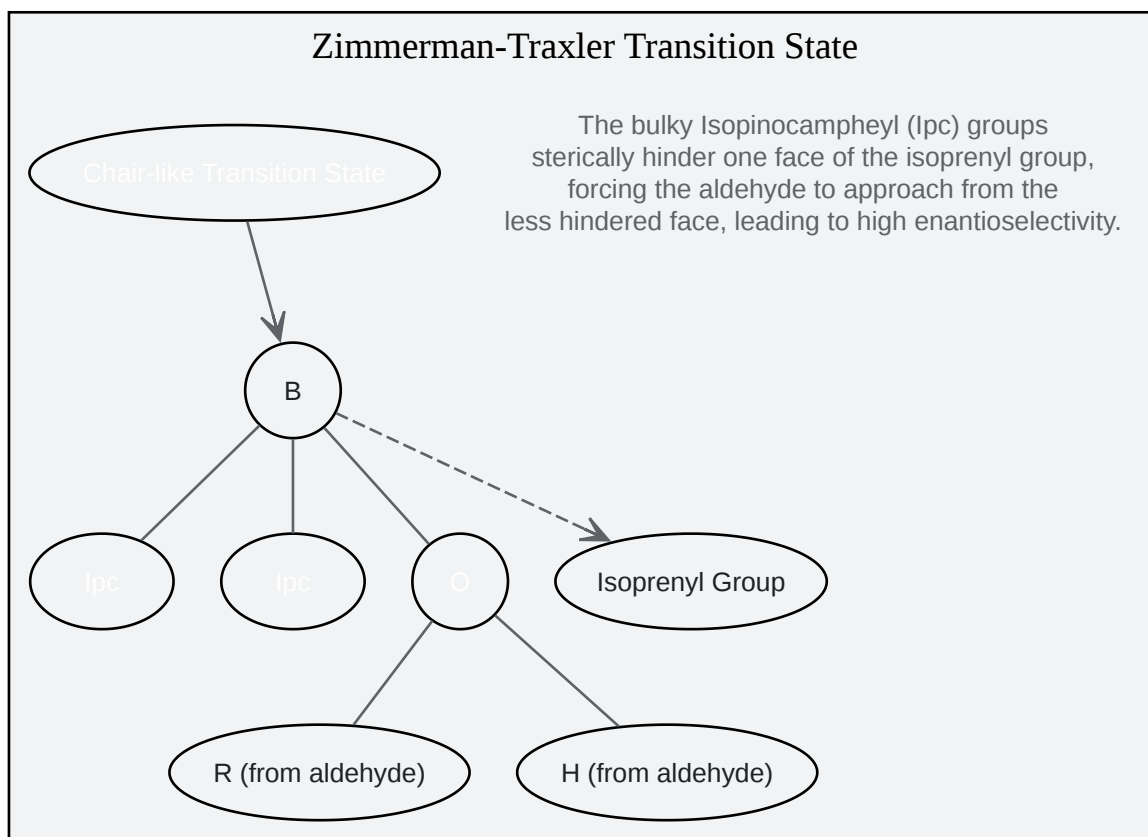 Zimmerman-Traxler Transition State
The bulky Isopinocampheyl (Ipc) groups
sterically hinder one face of the isoprenyl group,
forcing the aldehyde to approach from the
less hindered face, leading to high enantioselectivity.
Chair-like Transition State
B
Ipc
Ipc
O
Isoprenyl Group
R (from aldehyde)
H (from aldehyde)